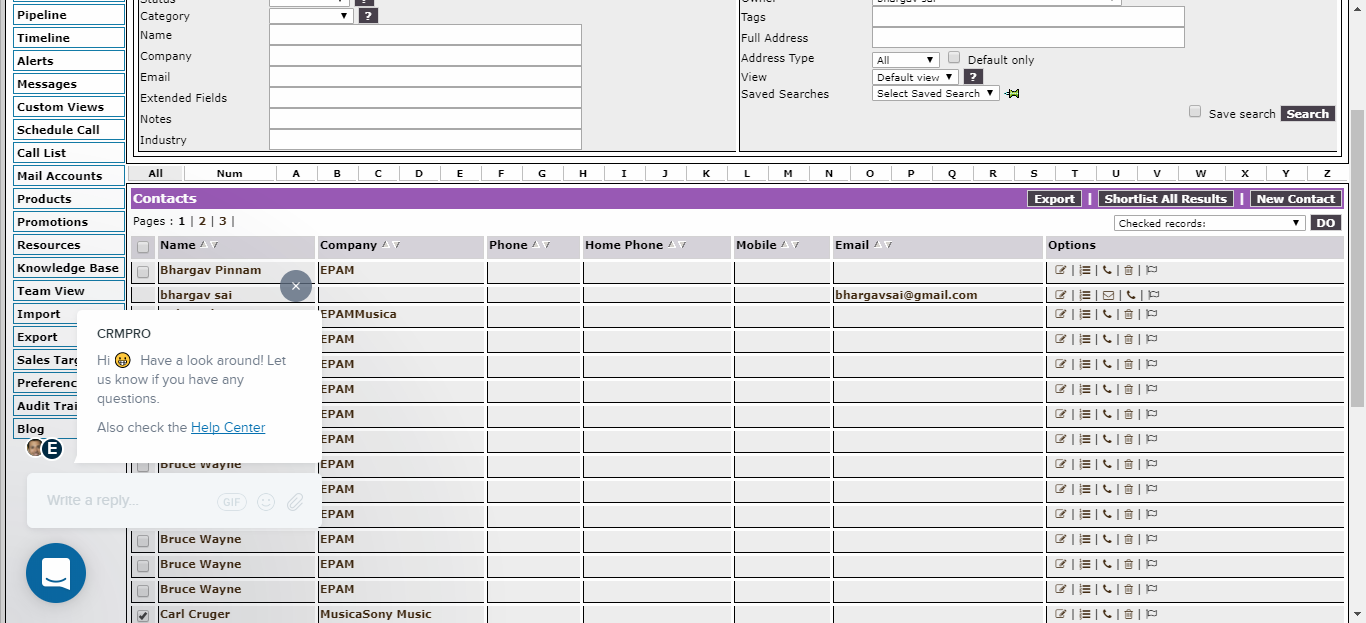 Pipeline
Timeline
Alerts
Messages
Custom Views
Schedule Call
Call List
Mail Accounts
Products
Promotions
Resources
Knowledge Base
Team View
Import
Export
Sales Targ
Preferenc
Audit Trai
Blog
Status ?
Category ?
Name
Company
Email
Extended Fields
Notes
Industry
Owner bhargav sai
Tags
Full Address
Address Type All Default only
View Default view ?
Saved Searches Select Saved Search
Save search Search
All Num A B C D E F G H I J K L M N O P Q R S T U V W X Y Z
Contacts Export | Shortlist All Results | New Contact
Pages : 1 | 2 | 3 | Checked records: DO
Name Company Phone Home Phone Mobile Email Options
Bhargav Pinnam EPAM | | | |
bhargav sai bhargavsai@gmail.com | | | |
EPAMMusica | | | |
EPAM | | | |
EPAM | | | |
EPAM | | | |
EPAM | | | |
EPAM | | | |
Bruce Wayne EPAM | | | |
EPAM | | | |
EPAM | | | |
Bruce Wayne EPAM | | | |
Bruce Wayne EPAM | | | |
Bruce Wayne EPAM | | | |
Carl Cruger MusicaSony Music | | | |
×
CRMPRO
Hi 😀 Have a look around! Let
us know if you have any
questions.
Also check the Help Center
E
Write a reply... GIF